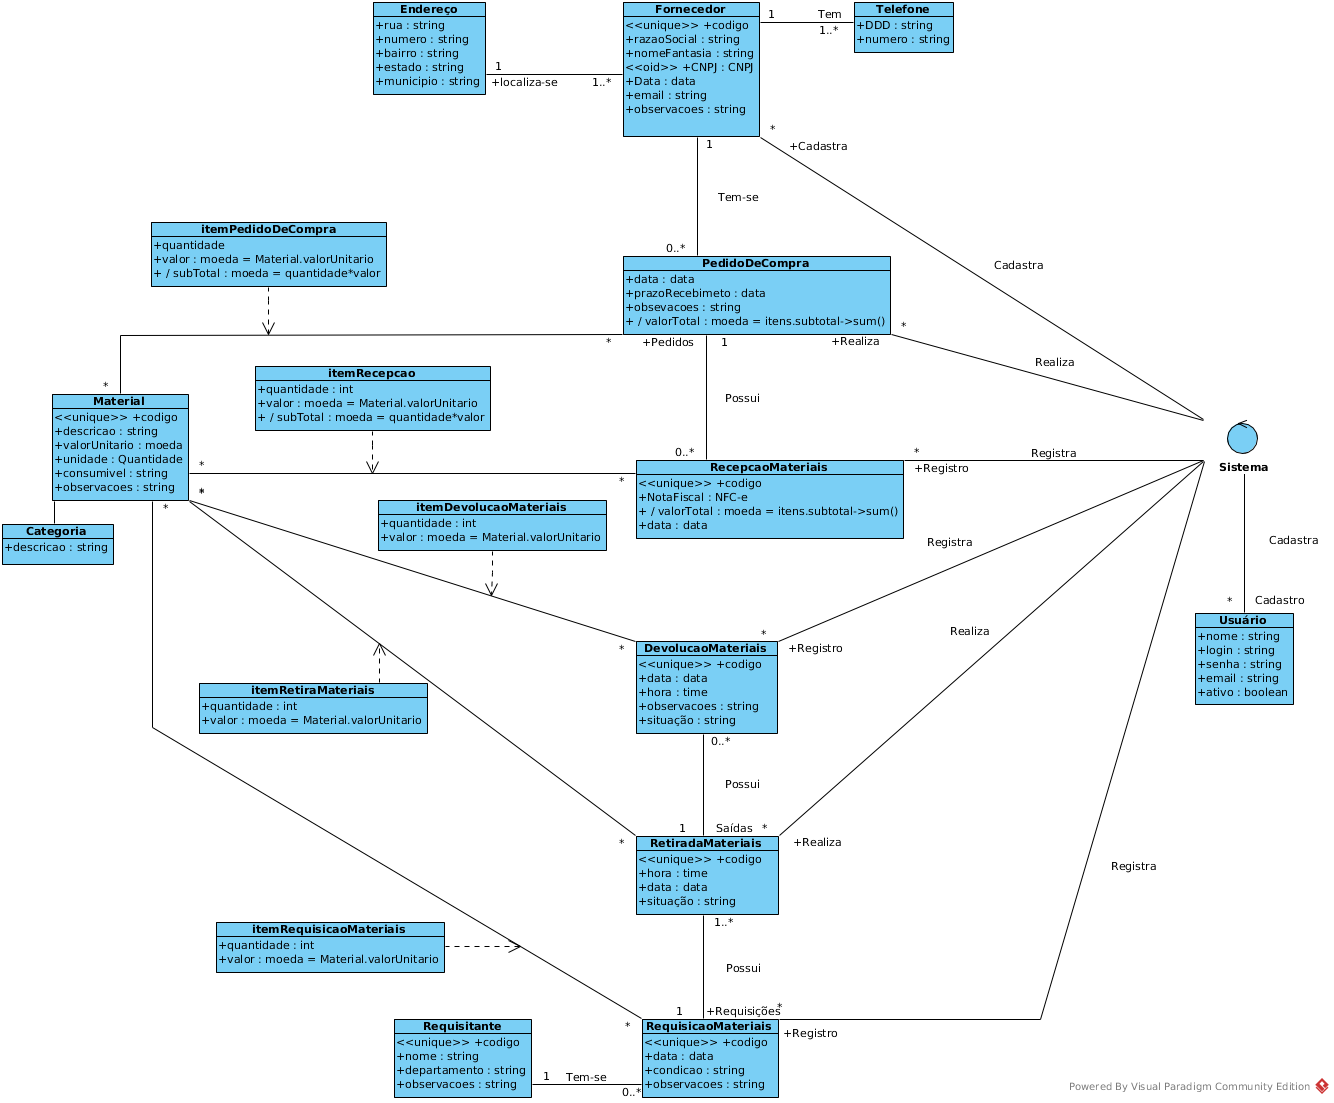 Endereço
+rua : string
+numero : string
+bairro : string
+estado : string
+municipio : string
Fornecedor
<<unique>> +codigo
+razaoSocial : string
+nomeFantasia : string
<<oid>> +CNPJ : CNPJ
+Data : data
+email : string
+observacoes : string
Telefone
+DDD : string
+numero : string
1 Tem
1..*
1
+localiza-se 1..*
*
+Cadastra
1
Tem-se
0..*
Cadastra
itemPedidoDeCompra
+quantidade
+valor : moeda = Material.valorUnitario
+ / subTotal : moeda = quantidade*valor
PedidoDeCompra
+data : data
+prazoRecebimeto : data
+obsevacoes : string
+ / valorTotal : moeda = itens.subtotal->sum()
*
+Realiza
Realiza
* +Pedidos 1
*
itemRecepcao
+quantidade : int
+valor : moeda = Material.valorUnitario
+ / subTotal : moeda = quantidade*valor
Possui
0..*
Material
<<unique>> +codigo
+descricao : string
+valorUnitario : moeda
+unidade : Quantidade
+consumivel : string
+observacoes : string
*
*
*
*
*
Categoria
+descricao : string
RecepcaoMateriais
<<unique>> +codigo
+NotaFiscal : NFC-e
+ / valorTotal : moeda = itens.subtotal->sum()
+data : data
*
+Registro
Registra
Sistema
itemDevolucaoMateriais
+quantidade : int
+valor : moeda = Material.valorUnitario
Registra
Cadastra
* Cadastro
Usuário
+nome : string
+login : string
+senha : string
+email : string
+ativo : boolean
*
*
+Registro
DevolucaoMateriais
<<unique>> +codigo
+data : data
+hora : time
+observacoes : string
+situação : string
Realiza
itemRetiraMateriais
+quantidade : int
+valor : moeda = Material.valorUnitario
0..*
Possui
1 Saídas *
*
+Realiza
RetiradaMateriais
<<unique>> +codigo
+hora : time
+data : data
+situação : string
Registra
itemRequisicaoMateriais
+quantidade : int
+valor : moeda = Material.valorUnitario
1..*
Possui
1 +Requisições
*
*
+Registro
Requisitante
<<unique>> +codigo
+nome : string
+departamento : string
+observacoes : string
1 Tem-se
0..*
RequisicaoMateriais
<<unique>> +codigo
+data : data
+condicao : string
+observacoes : string
Powered By Visual Paradigm Community Edition